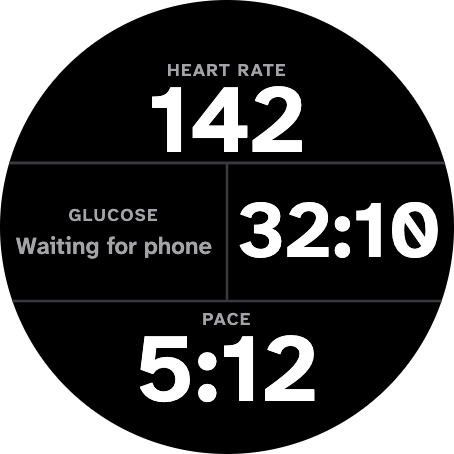 HEART RATE
142
GLUCOSE
Waiting for phone
32:10
PACE
5:12